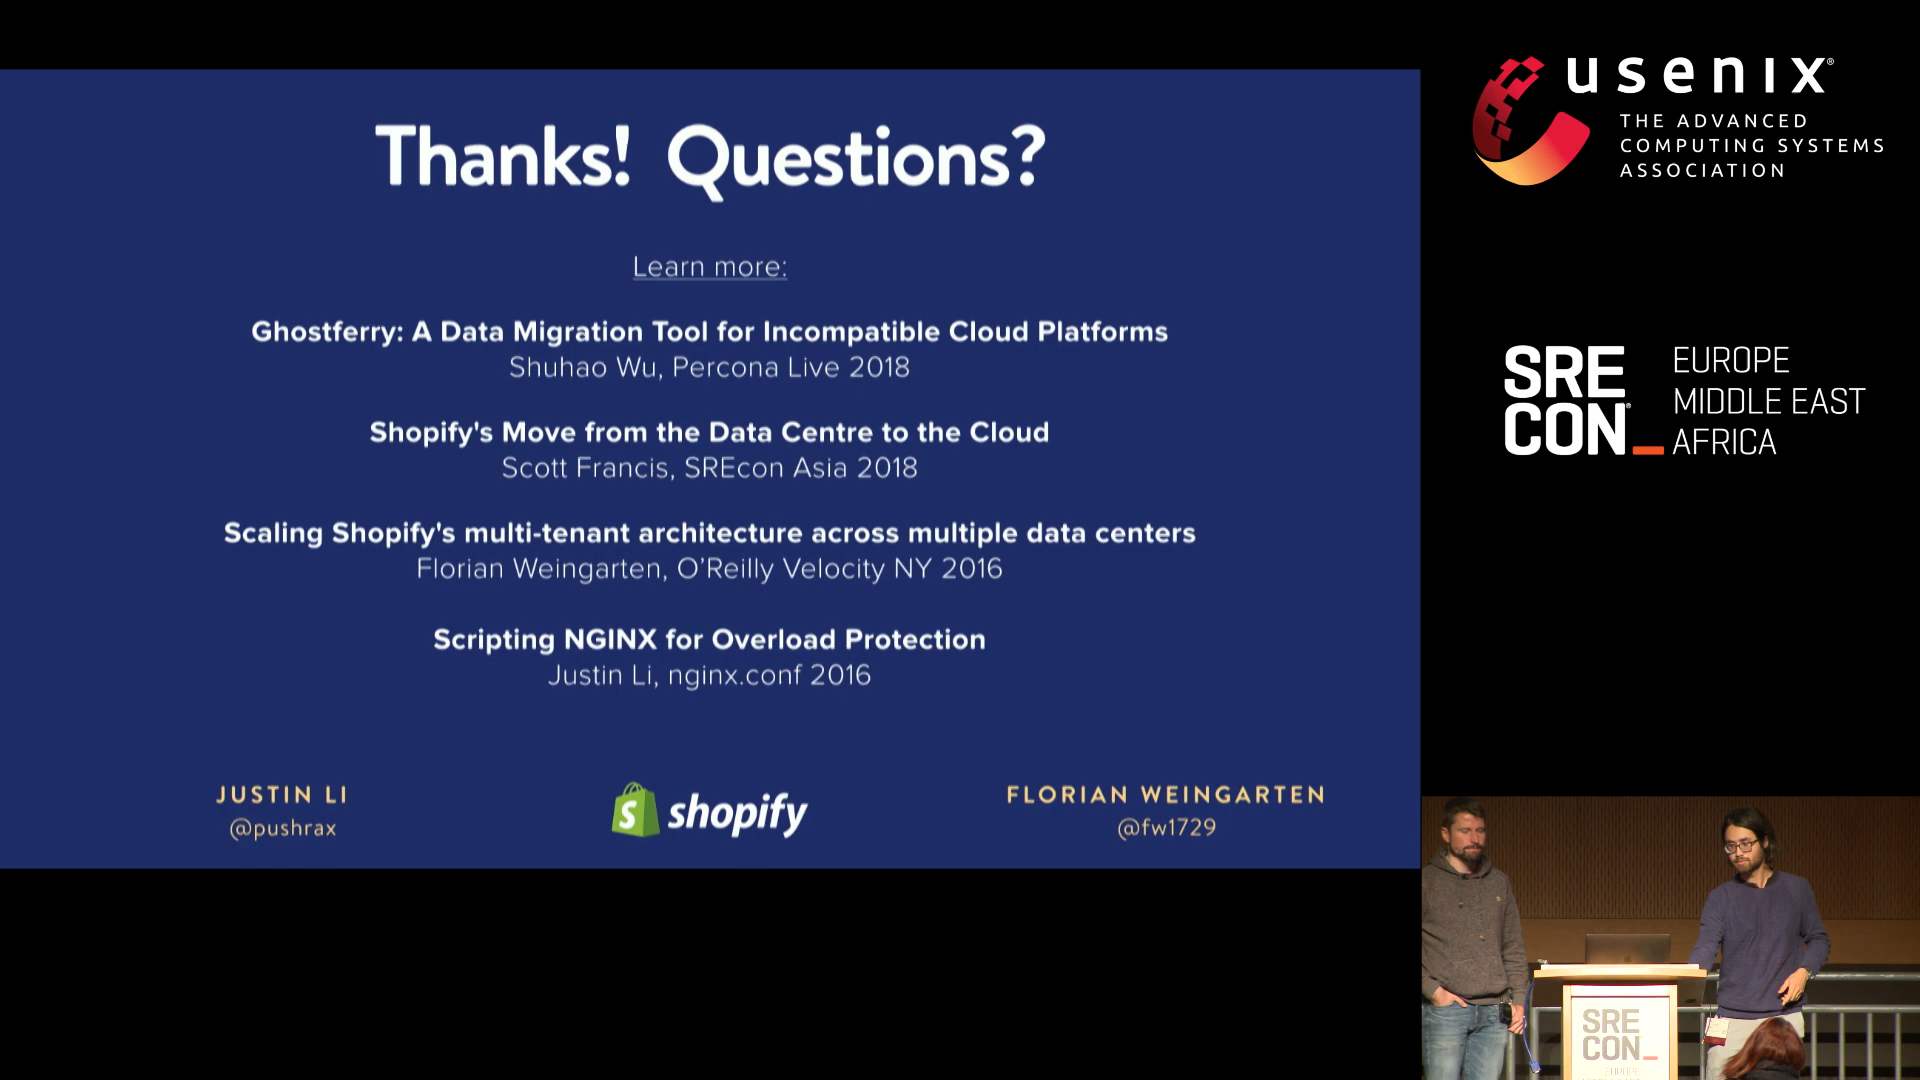 Thanks! Questions?
Learn more:
Ghostferry: A Data Migration Tool for Incompatible Cloud Platforms
Shuhao Wu, Percona Live 2018
Shopify's Move from the Data Centre to the Cloud
Scott Francis, SREcon Asia 2018
Scaling Shopify's multi-tenant architecture across multiple data centers
Florian Weingarten, O’Reilly Velocity NY 2016
Scripting NGINX for Overload Protection
Justin Li, nginx.conf 2016
JUSTIN LI
@pushrax
shopify
FLORIAN WEINGARTEN
@fw1729
usenix®
THE ADVANCED
COMPUTING SYSTEMS
ASSOCIATION
SRE
CON®_
EUROPE
MIDDLE EAST
AFRICA
SRE
CON_
EUROPE